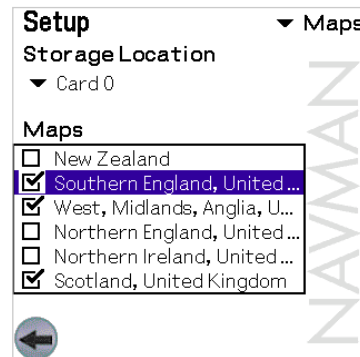 Setup
Maps
Storage Location
Card 0
Maps
New Zealand
Southern England, United ...
West, Midlands, Anglia, U...
Northern England, United ...
Northern Ireland, United ...
Scotland, United Kingdom
NAVMAN